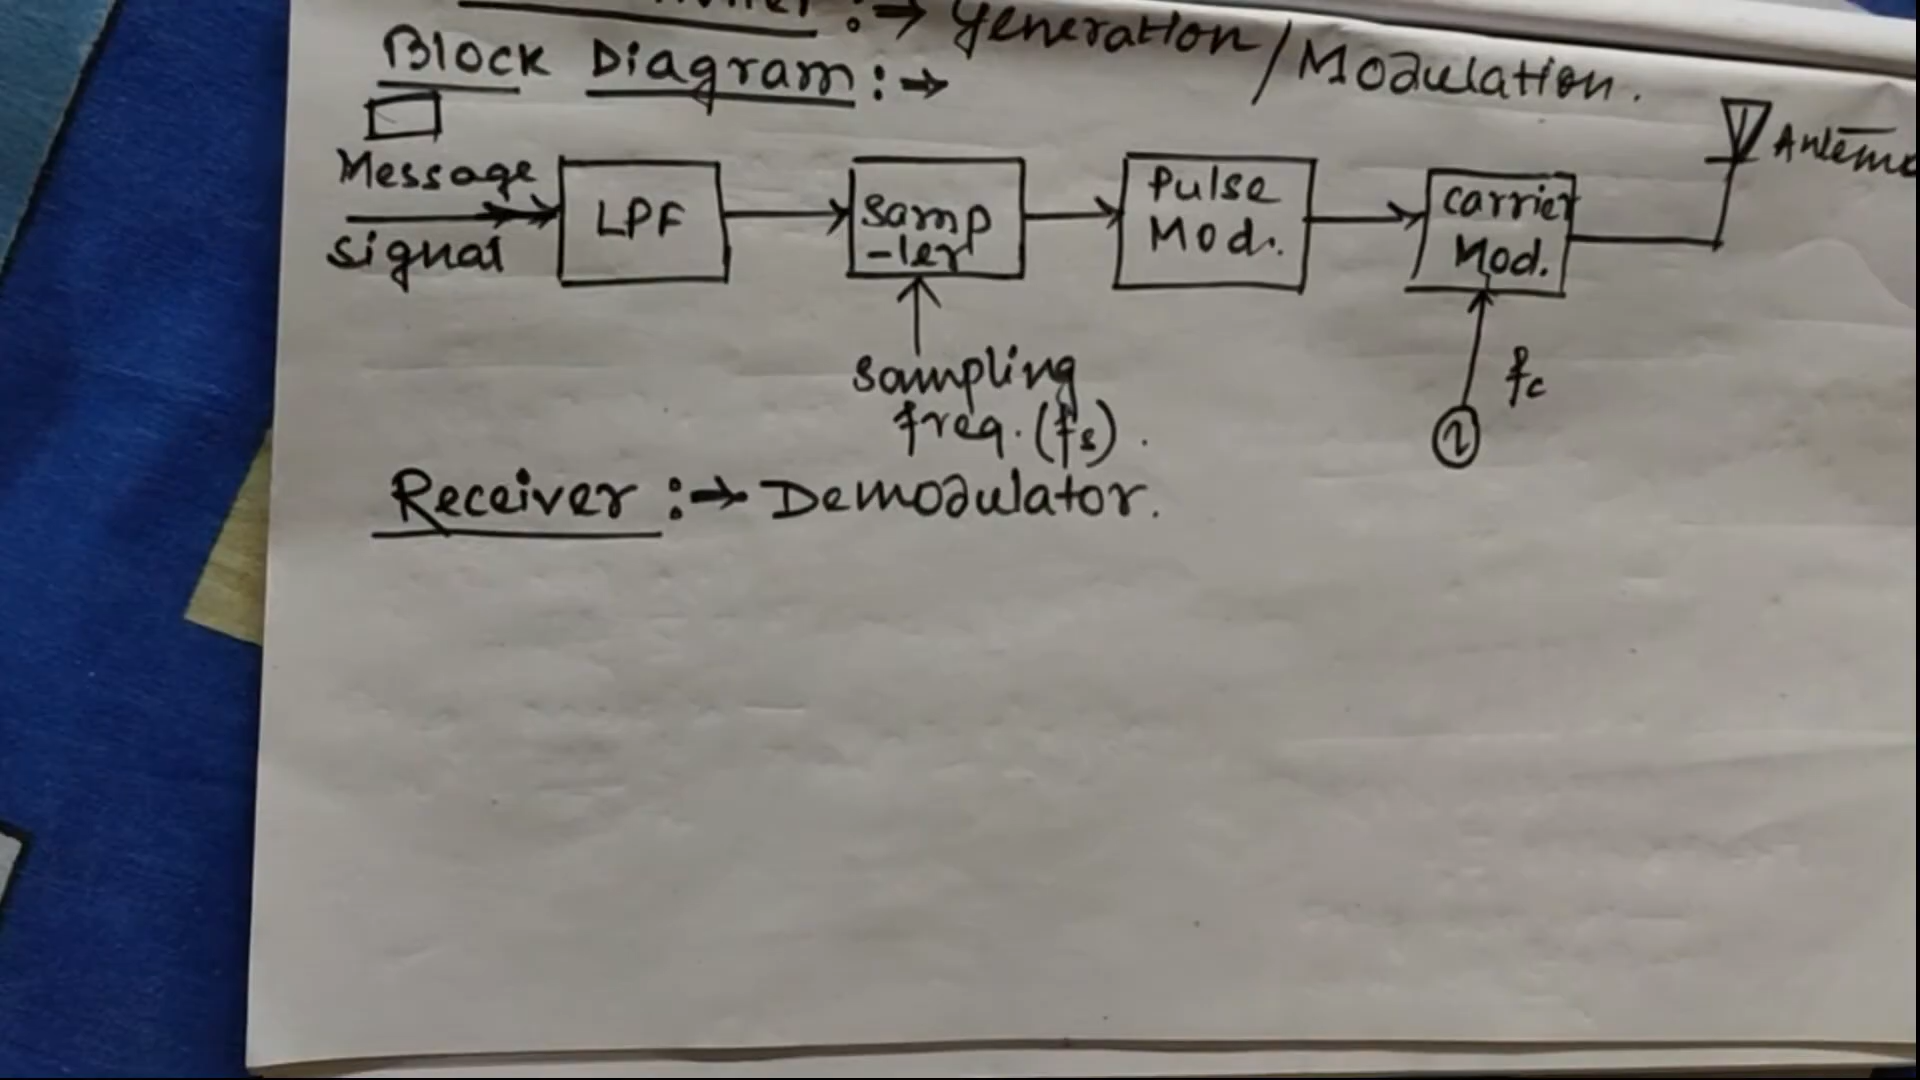 :→ Generation/Modulation.
Block Diagram:→
Message
signal
LPF
Samp
-ler
Pulse
Mod.
Carrier
Mod.
Sampling
freq. (fs).
fc
Receiver :→ Demodulator.